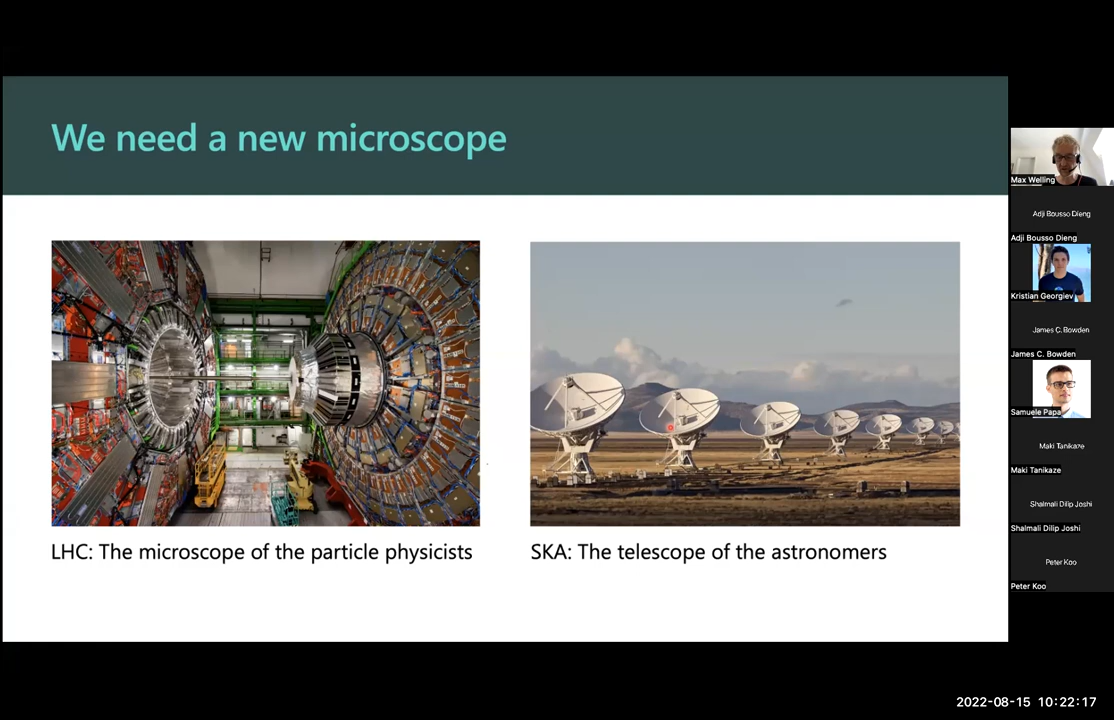 We need a new microscope
LHC: The microscope of the particle physicists
SKA: The telescope of the astronomers
Max Welling
Adji Bousso Dieng
Adji Bousso Dieng
Kristian Georgiev
James C. Bowden
James C. Bowden
Samuele Papa
Maki Tanikaze
Maki Tanikaze
Shalmali Dilip Joshi
Shalmali Dilip Joshi
Peter Koo
Peter Koo
2022-08-15 10:22:17